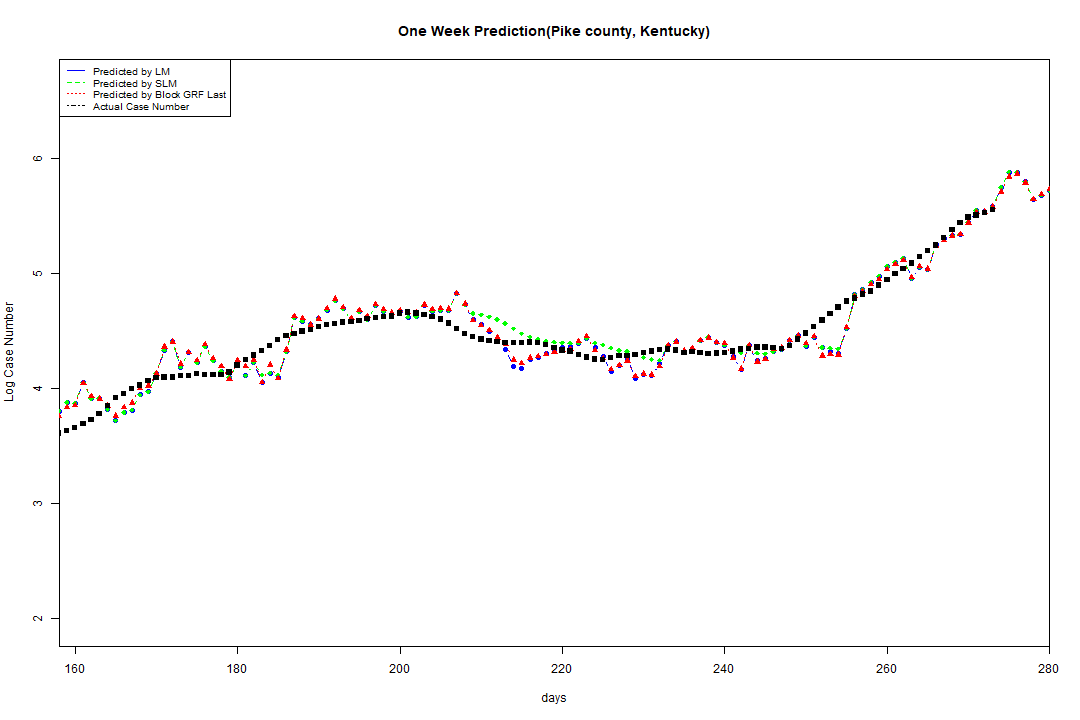 One Week Prediction(Pike county, Kentucky)
Predicted by LM
Predicted by SLM
Predicted by Block GRF Last
Actual Case Number
6
5
4
3
2
Log Case Number
160 180 200 220 240 260 280
days